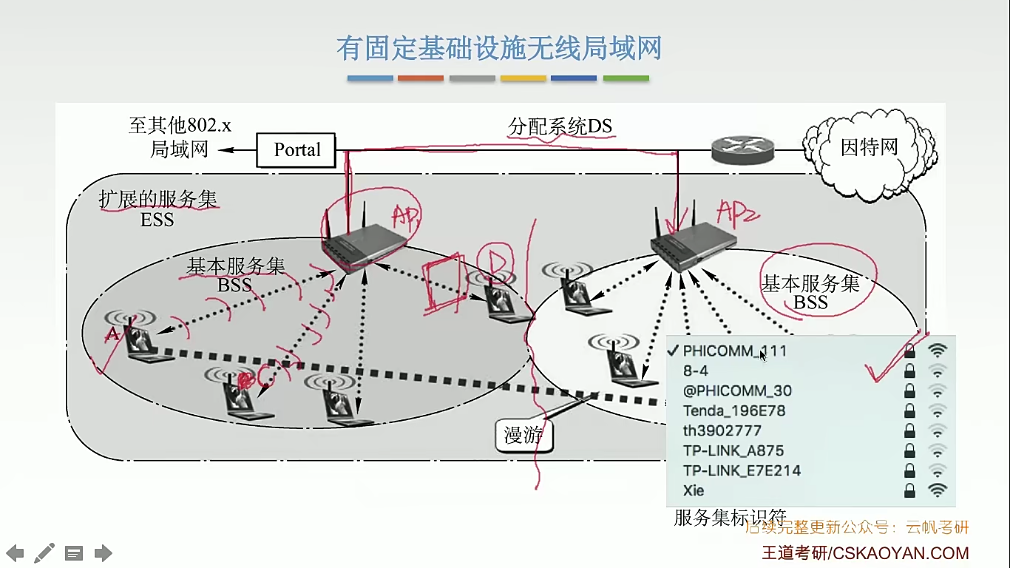 有固定基础设施无线局域网
至其他802.x
局域网
Portal
分配系统DS
因特网
扩展的服务集
ESS
AP1
AP2
基本服务集
BSS
D
基本服务集
BSS
A
漫游
✓PHICOMM_111
8-4
@PHICOMM_30
Tenda_196E78
th3902777
TP-LINK_A875
TP-LINK_E7E214
Xie
服务集标识符
后续完整更新公众号：云帆考研
王道考研/CSKAOYAN.COM